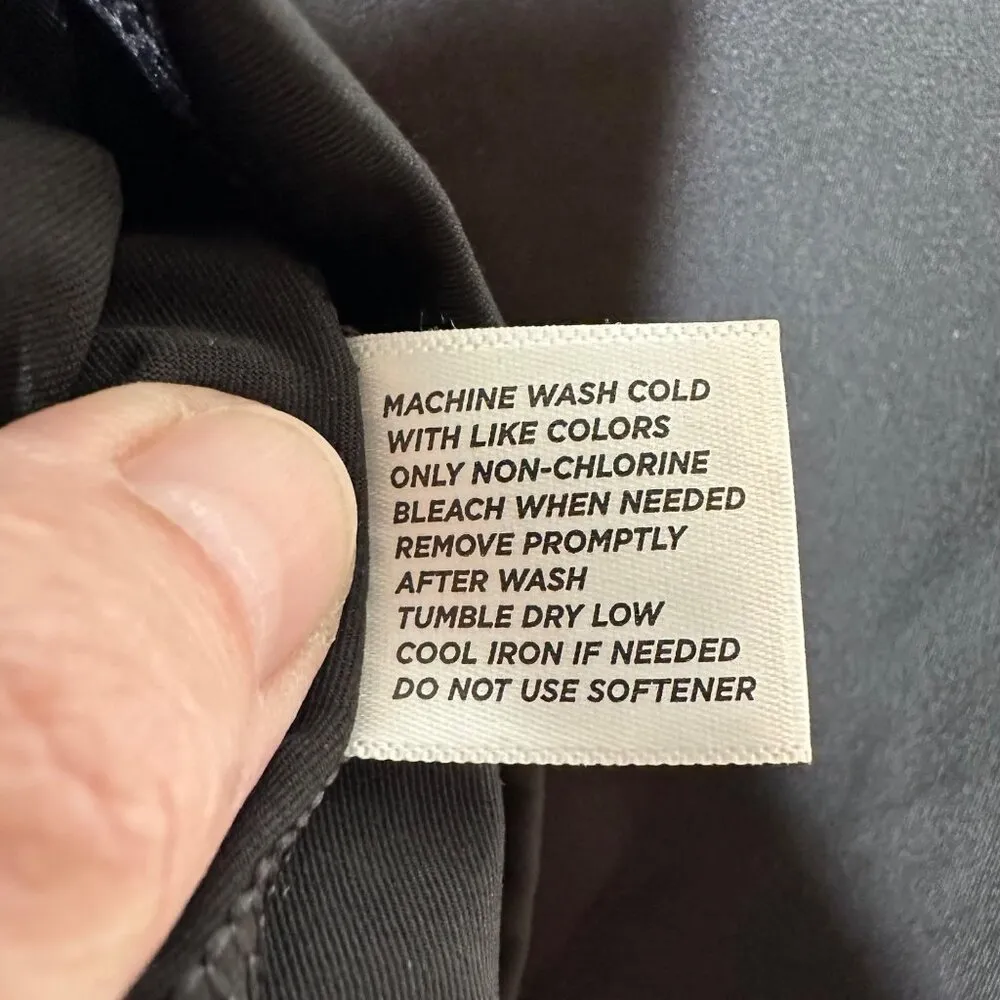 MACHINE WASH COLD
WITH LIKE COLORS
ONLY NON-CHLORINE
BLEACH WHEN NEEDED
REMOVE PROMPTLY
AFTER WASH
TUMBLE DRY LOW
COOL IRON IF NEEDED
DO NOT USE SOFTENER